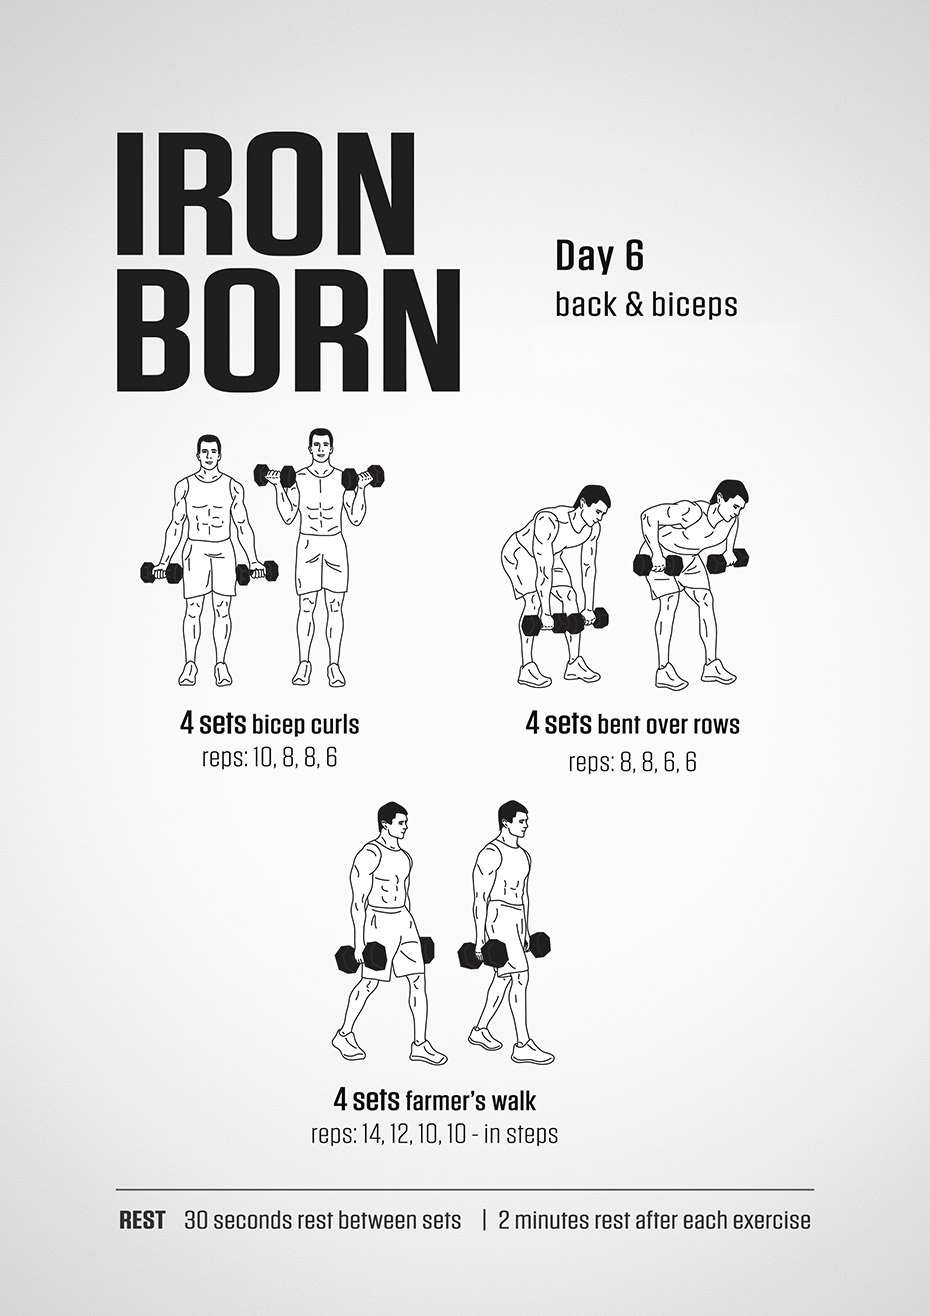 IRON
BORN
Day 6
back & biceps
4 sets bicep curls
reps: 10, 8, 8, 6
4 sets bent over rows
reps: 8, 8, 6, 6
4 sets farmer's walk
reps: 14, 12, 10, 10 - in steps
REST 30 seconds rest between sets | 2 minutes rest after each exercise